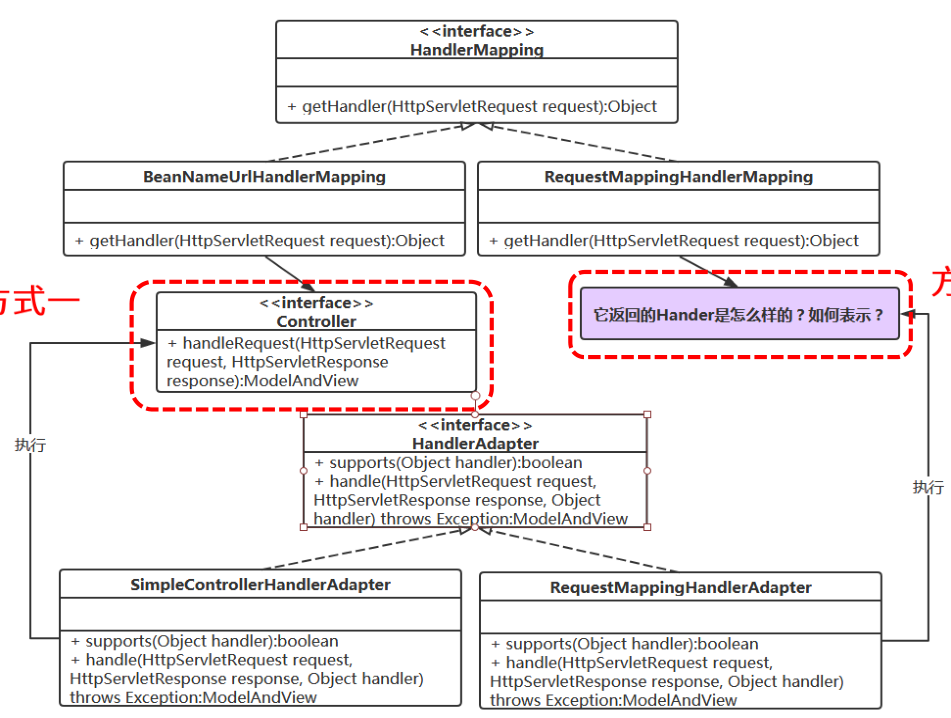 <<interface>>
HandlerMapping
+ getHandler(HttpServletRequest request):Object
BeanNameUrlHandlerMapping
+ getHandler(HttpServletRequest request):Object
RequestMappingHandlerMapping
+ getHandler(HttpServletRequest request):Object
方式一
方
<<interface>>
Controller
+ handleRequest(HttpServletRequest
request, HttpServletResponse
response):ModelAndView
它返回的Hander是怎么样的？如何表示？
<<interface>>
HandlerAdapter
+ supports(Object handler):boolean
+ handle(HttpServletRequest request,
HttpServletResponse response, Object
handler) throws Exception:ModelAndView
执行
执行
SimpleControllerHandlerAdapter
+ supports(Object handler):boolean
+ handle(HttpServletRequest request,
HttpServletResponse response, Object handler)
throws Exception:ModelAndView
RequestMappingHandlerAdapter
+ supports(Object handler):boolean
+ handle(HttpServletRequest request,
HttpServletResponse response, Object handler)
throws Exception:ModelAndView